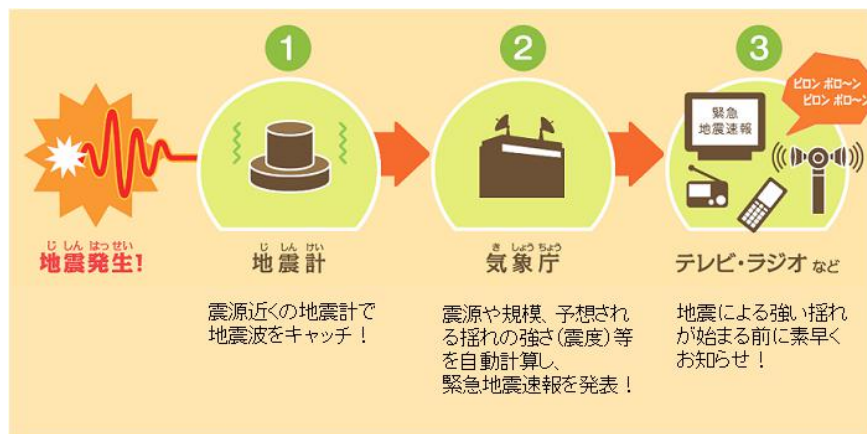 1
2
3
ピロン ポロ〜ン
ピロン ポロ〜ン
緊急
地震速報
じ しん はっ せい
地震発生!
じ しん けい
地震計
き しょう ちょう
気象庁
テレビ・ラジオ など
震源近くの地震計で
地震波をキャッチ！
震源や規模、予想され
る揺れの強さ(震度)等
を自動計算し、
緊急地震速報を発表！
地震による強い揺れ
が始まる前に素早く
お知らせ！